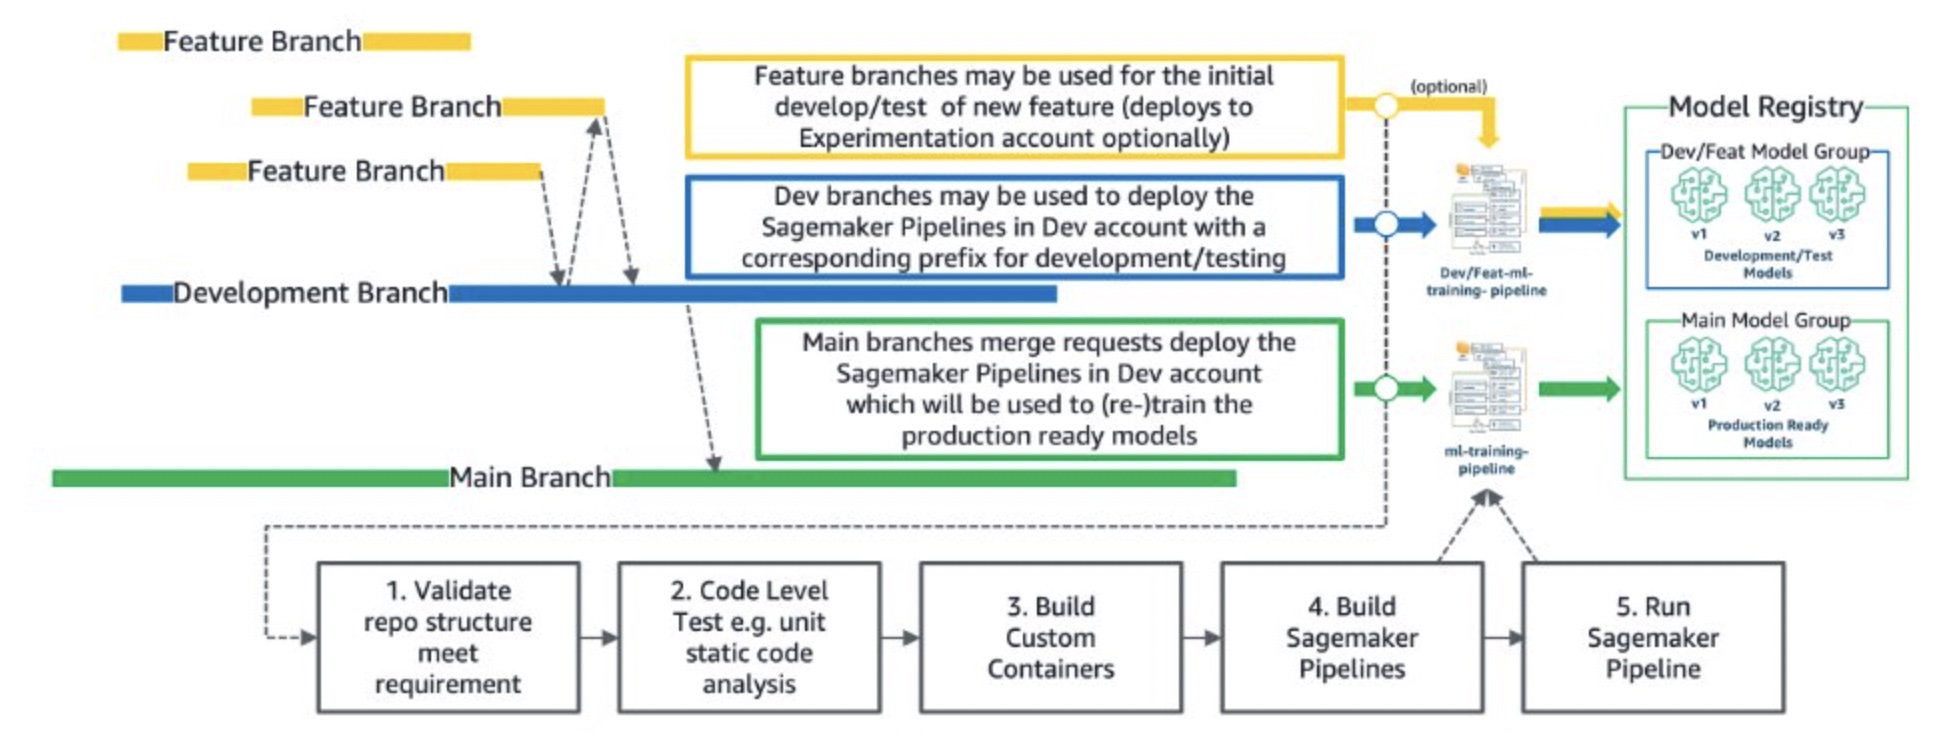 Feature Branch
Feature Branch
Feature Branch
Development Branch
Main Branch
Feature branches may be used for the initial
develop/test of new feature (deploys to
Experimentation account optionally)
Dev branches may be used to deploy the
Sagemaker Pipelines in Dev account with a
corresponding prefix for development/testing
Main branches merge requests deploy the
Sagemaker Pipelines in Dev account
which will be used to (re-)train the
production ready models
(optional)
Dev/Feat-ml-
training- pipeline
ml-training-
pipeline
Model Registry
Dev/Feat Model Group
v1 v2 v3
Development/Test
Models
Main Model Group
v1 v2 v3
Production Ready
Models
1. Validate
repo structure
meet
requirement
2. Code Level
Test e.g. unit
static code
analysis
3. Build
Custom
Containers
4. Build
Sagemaker
Pipelines
5. Run
Sagemaker
Pipeline